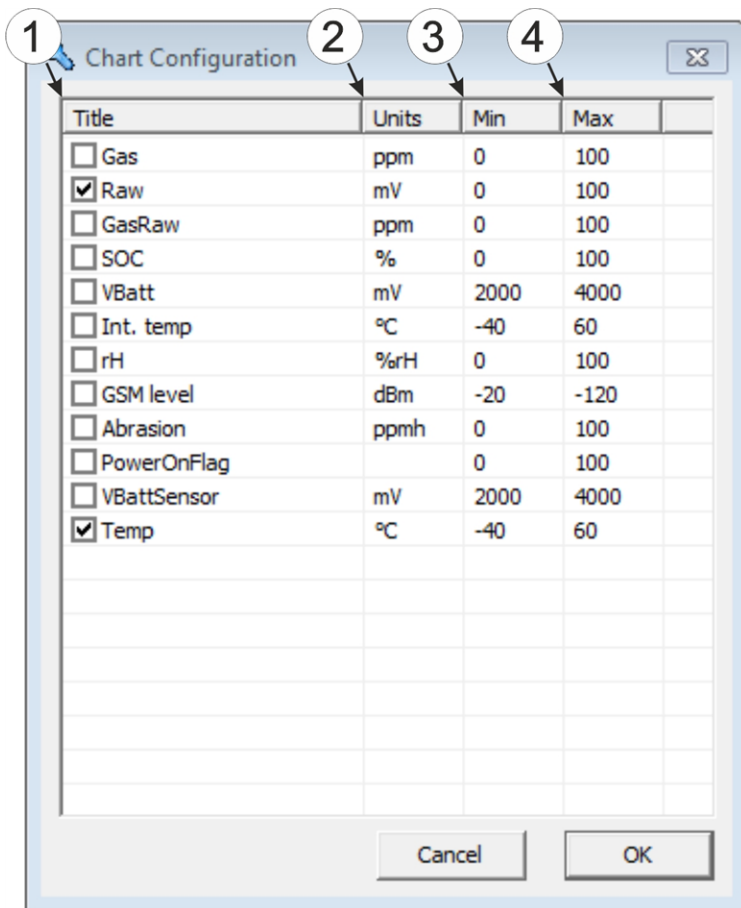 1 2 3 4
Chart Configuration
Title Units Min Max
Gas ppm 0 100
Raw mV 0 100
GasRaw ppm 0 100
SOC % 0 100
VBatt mV 2000 4000
Int. temp °C -40 60
rH %rH 0 100
GSM level dBm -20 -120
Abrasion ppmh 0 100
PowerOnFlag 0 100
VBattSensor mV 2000 4000
Temp °C -40 60
Cancel OK